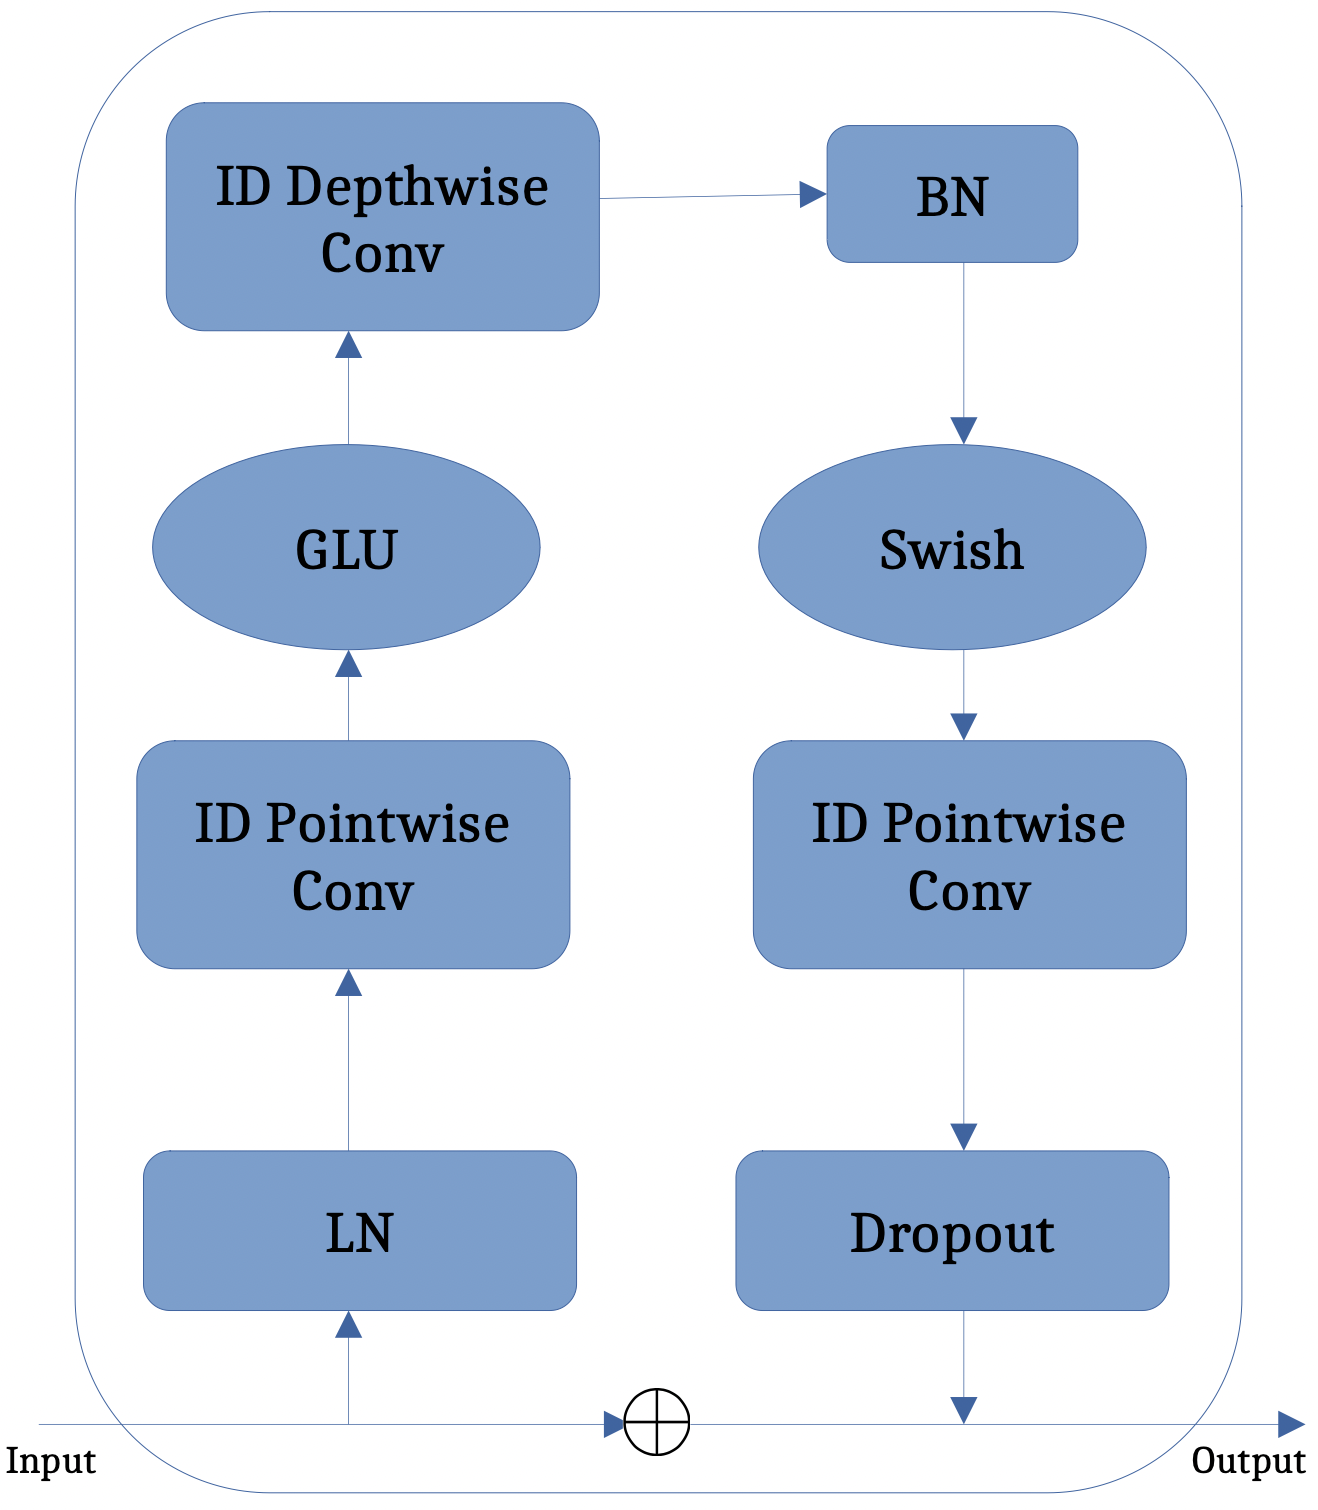 ID Depthwise
Conv
BN
GLU
Swish
ID Pointwise
Conv
ID Pointwise
Conv
LN
Dropout
Input
Output